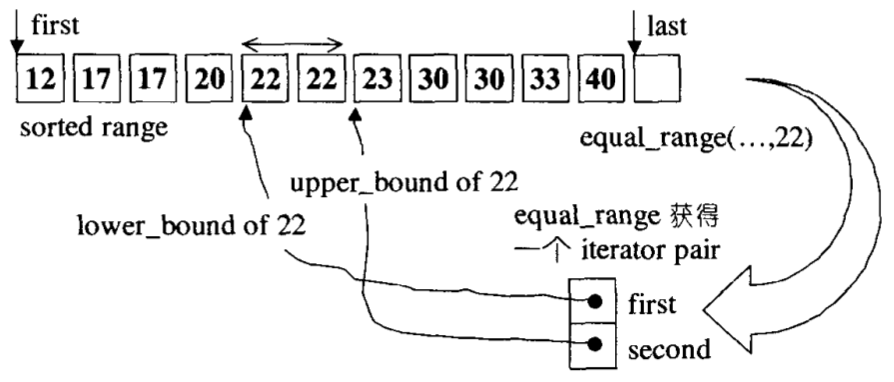 first
last
12 17 17 20 22 22 23 30 30 33 40
sorted range
equal_range(…,22)
upper_bound of 22
lower_bound of 22
equal_range 获得
一个 iterator pair
first
second